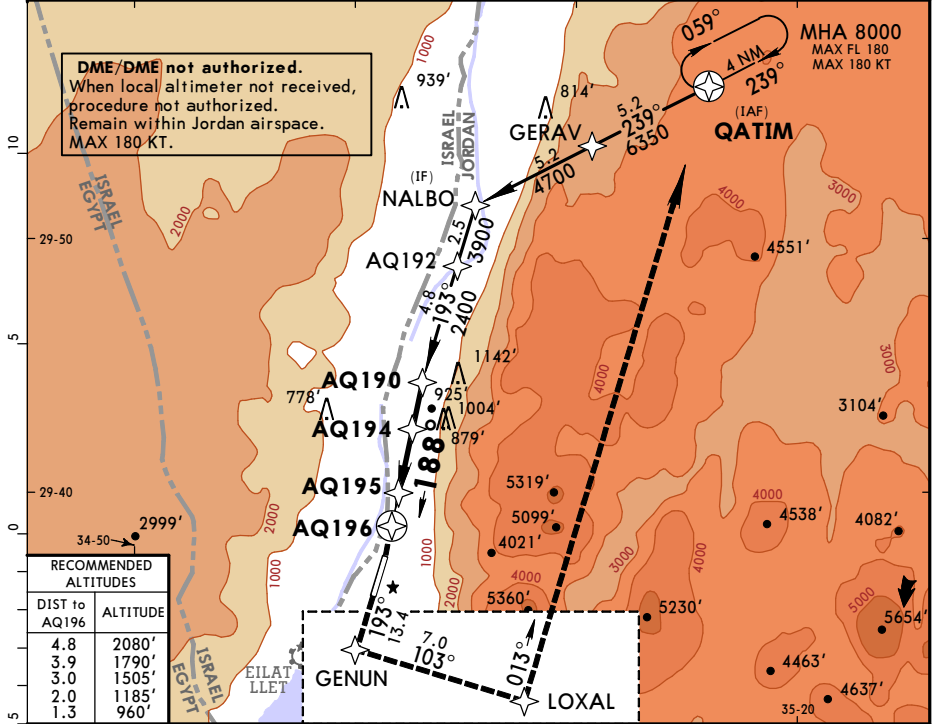 DME/DME not authorized.
When local altimeter not received,
procedure not authorized.
Remain within Jordan airspace.
MAX 180 KT.
1000
939'
059°
MHA 8000
MAX FL 180
MAX 180 KT
4 NM
239°
(IAF)
QATIM
814'
GERAV
5.2
239°
6350
5.2
4700
ISRAEL
JORDAN
10
ISRAEL
EGYPT
2000
(IF)
NALBO
2.5
3900
4000
3000
29-50
AQ192
4551'
4.8
193°
2400
5
1142'
AQ190
925'
778'
1004'
AQ194
879'
188°
4000
3000
3104'
AQ195
29-40
5319'
4000
0
2999'
34-50
2000
AQ196
5099'
4021'
4538'
4082'
1000
1000
2000
4000
3000
4000
5000
5360'
5230'
5654'
RECOMMENDED
ALTITUDES
DIST to
AQ196
ALTITUDE
4.8 2080'
3.9 1790'
3.0 1505'
2.0 1185'
1.3 960'
ISRAEL
EGYPT
193°
13.4
7.0
103°
013°
EILAT
LLET
GENUN
LOXAL
4463'
4637'
35-20
5